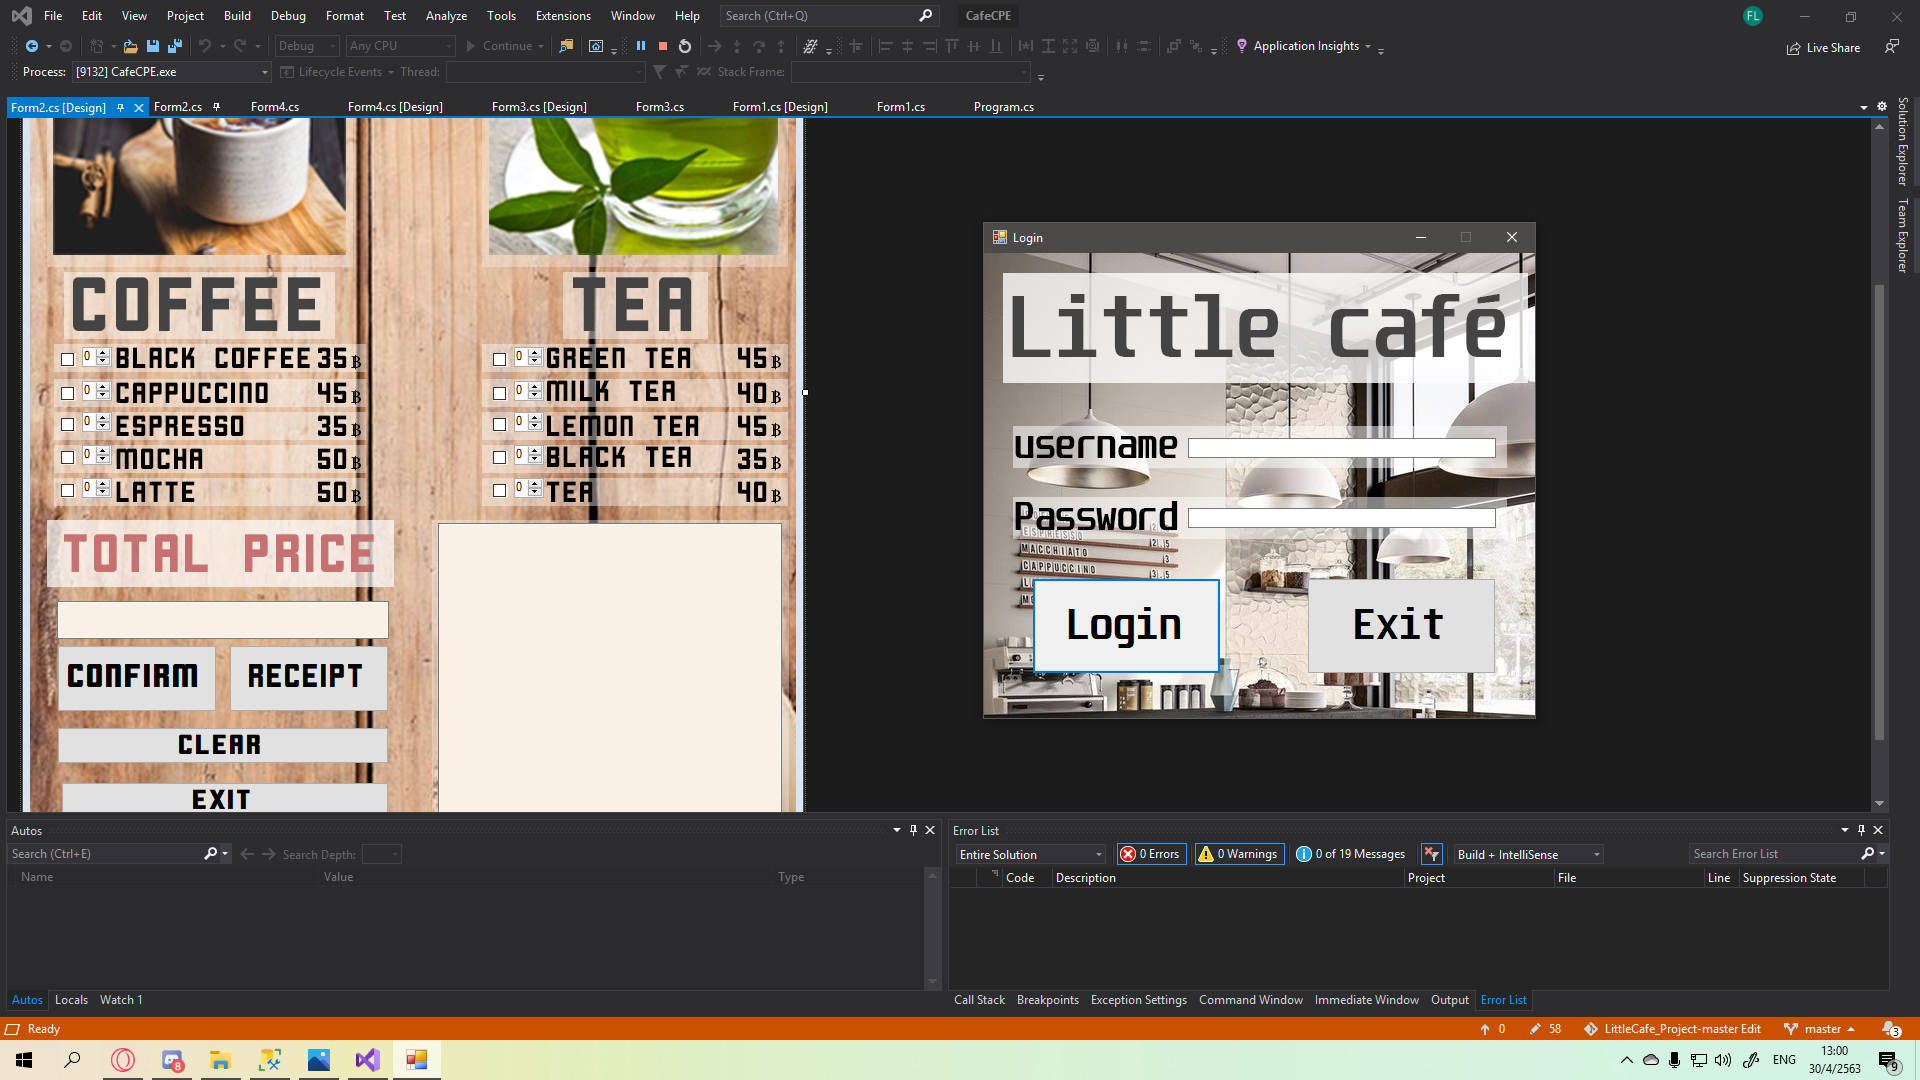 File Edit View Project Build Debug Format Test Analyze Tools Extensions Window Help Search (Ctrl+Q) CafeCPE FL
Debug Any CPU Continue Application Insights Live Share
Process: [9132] CafeCPE.exe Lifecycle Events Thread: Stack Frame:
Form2.cs [Design] Form2.cs Form4.cs Form4.cs [Design] Form3.cs [Design] Form3.cs Form1.cs [Design] Form1.cs Program.cs
Solution Explorer
Team Explorer
COFFEE
0 BLACK COFFEE 35฿
0 CAPPUCCINO 45฿
0 ESPRESSO 35฿
0 MOCHA 50฿
0 LATTE 50฿
TEA
0 GREEN TEA 45฿
0 MILK TEA 40฿
0 LEMON TEA 45฿
0 BLACK TEA 35฿
0 TEA 40฿
TOTAL PRICE
CONFIRM RECEIPT
CLEAR
EXIT
Login
Little café
username
Password
ESPRESSO
MACCHIATO
CAPPUCCINO
Login Exit
Autos
Search (Ctrl+E) Search Depth:
Name Value Type
Autos Locals Watch 1
Error List
Entire Solution 0 Errors 0 Warnings 0 of 19 Messages Build + IntelliSense Search Error List
Code Description Project File Line Suppression State
Call Stack Breakpoints Exception Settings Command Window Immediate Window Output Error List
Ready 0 58 LittleCafe_Project-master Edit master 3
8 ENG 13:00 9
30/4/2563